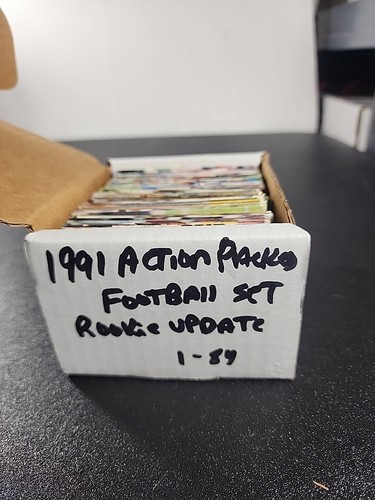 1991 Action Packed
Football Set
Rookie Update
1-84